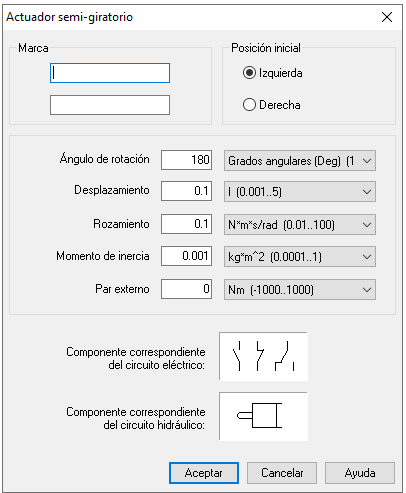 Actuador semi-giratorio
Marca
Posición inicial
Izquierda
Derecha
Ángulo de rotación 180 Grados angulares (Deg) (1
Desplazamiento 0.1 l (0.001..5)
Rozamiento 0.1 N*m*s/rad (0.01..100)
Momento de inercia 0.001 kg*m^2 (0.0001..1)
Par externo 0 Nm (-1000..1000)
Componente correspondiente
del circuito eléctrico:
Componente correspondiente
del circuito hidráulico:
Aceptar Cancelar Ayuda